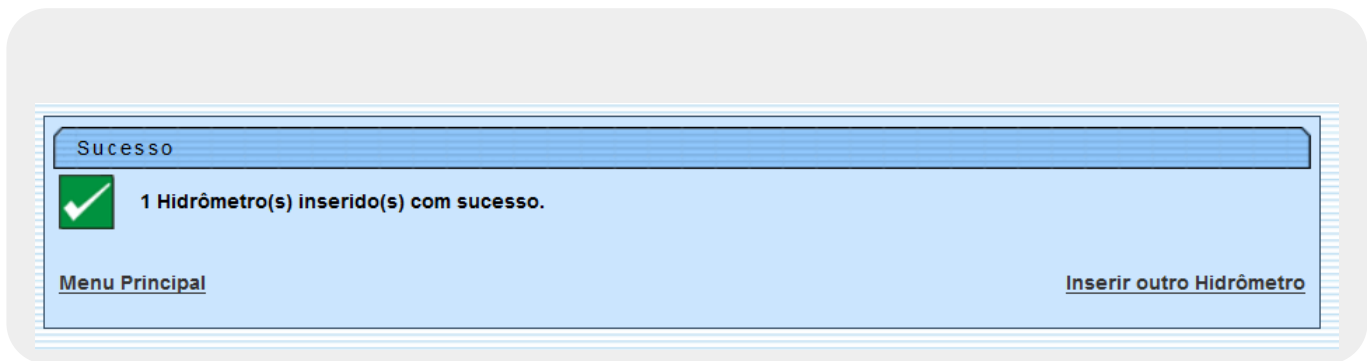 Sucesso
1 Hidrômetro(s) inserido(s) com sucesso.
Menu Principal
Inserir outro Hidrômetro